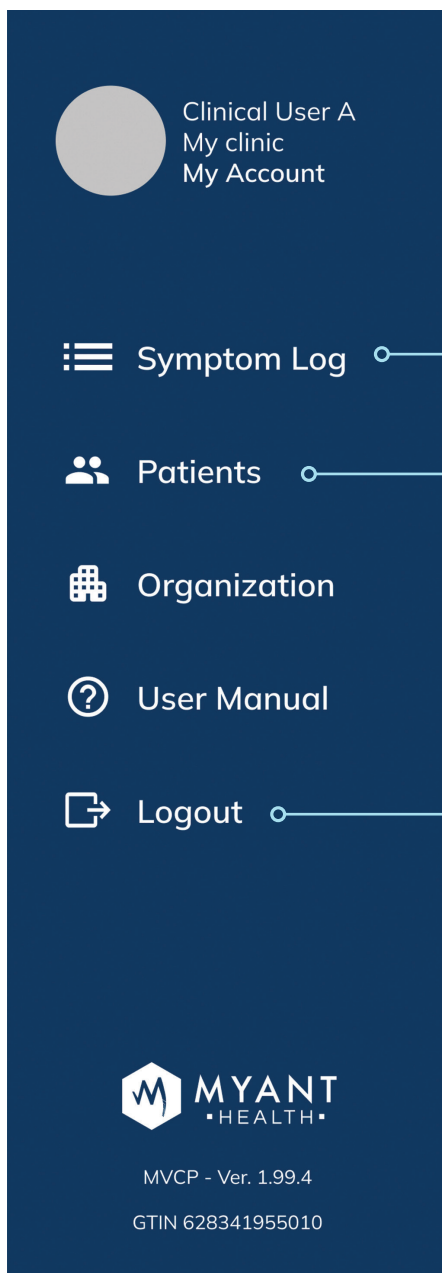 Clinical User A
My clinic
My Account
Symptom Log
Patients
Organization
User Manual
Logout
MYANT
HEALTH
MVCP - Ver. 1.99.4
GTIN 628341955010